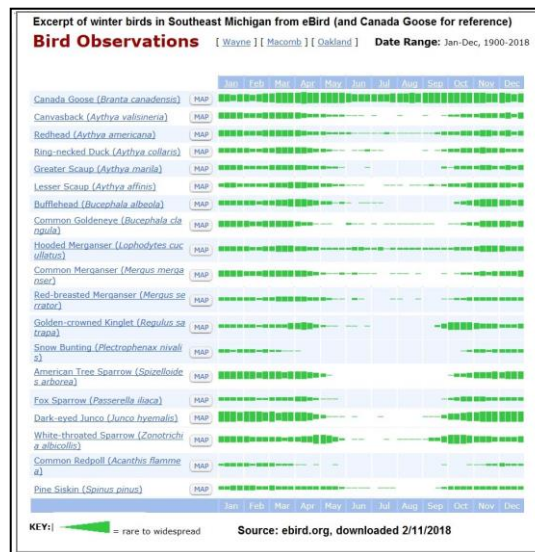 Excerpt of winter birds in Southeast Michigan from eBird (and Canada Goose for reference)
Bird Observations [ Wayne ] [ Macomb ] [ Oakland ] Date Range: Jan-Dec, 1900-2018
Jan Feb Mar Apr May Jun Jul Aug Sep Oct Nov Dec
Canada Goose (Branta canadensis) MAP
Canvasback (Aythya valisineria) MAP
Redhead (Aythya americana) MAP
Ring-necked Duck (Aythya collaris) MAP
Greater Scaup (Aythya marila) MAP
Lesser Scaup (Aythya affinis) MAP
Bufflehead (Bucephala albeola) MAP
Common Goldeneye (Bucephala cla
ngula) MAP
Hooded Merganser (Lophodytes cuc
ullatus) MAP
Common Merganser (Mergus merga
nser) MAP
Red-breasted Merganser (Mergus se
rrator) MAP
Golden-crowned Kinglet (Regulus sa
trapa) MAP
Snow Bunting (Plectrophenax nivali
s) MAP
American Tree Sparrow (Spizelloide
s arborea) MAP
Fox Sparrow (Passerella iliaca) MAP
Dark-eyed Junco (Junco hyemalis) MAP
White-throated Sparrow (Zonotrichi
a albicollis) MAP
Common Redpoll (Acanthis flamme
a) MAP
Pine Siskin (Spinus pinus) MAP
Jan Feb Mar Apr May Jun Jul Aug Sep Oct Nov Dec
KEY:| = rare to widespread Source: ebird.org, downloaded 2/11/2018